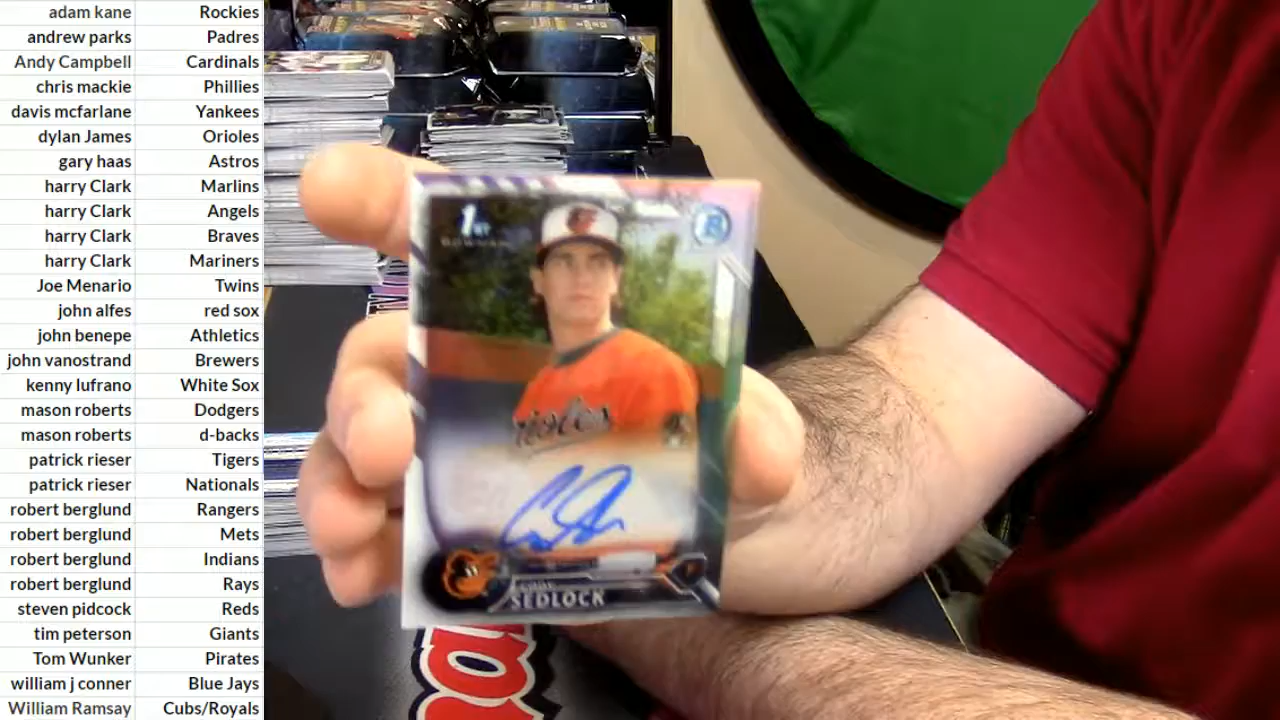 adam kane Rockies
andrew parks Padres
Andy Campbell Cardinals
chris mackie Phillies
davis mcfarlane Yankees
dylan James Orioles
gary haas Astros
harry Clark Marlins
harry Clark Angels
harry Clark Braves
harry Clark Mariners
Joe Menario Twins
john alfes red sox
john benepe Athletics
john vanostrand Brewers
kenny lufrano White Sox
mason roberts Dodgers
mason roberts d-backs
patrick rieser Tigers
patrick rieser Nationals
robert berglund Rangers
robert berglund Mets
robert berglund Indians
robert berglund Rays
steven pidcock Reds
tim peterson Giants
Tom Wunker Pirates
william j conner Blue Jays
William Ramsay Cubs/Royals
1ST
BOWMAN
B
CODY
SEDLOCK